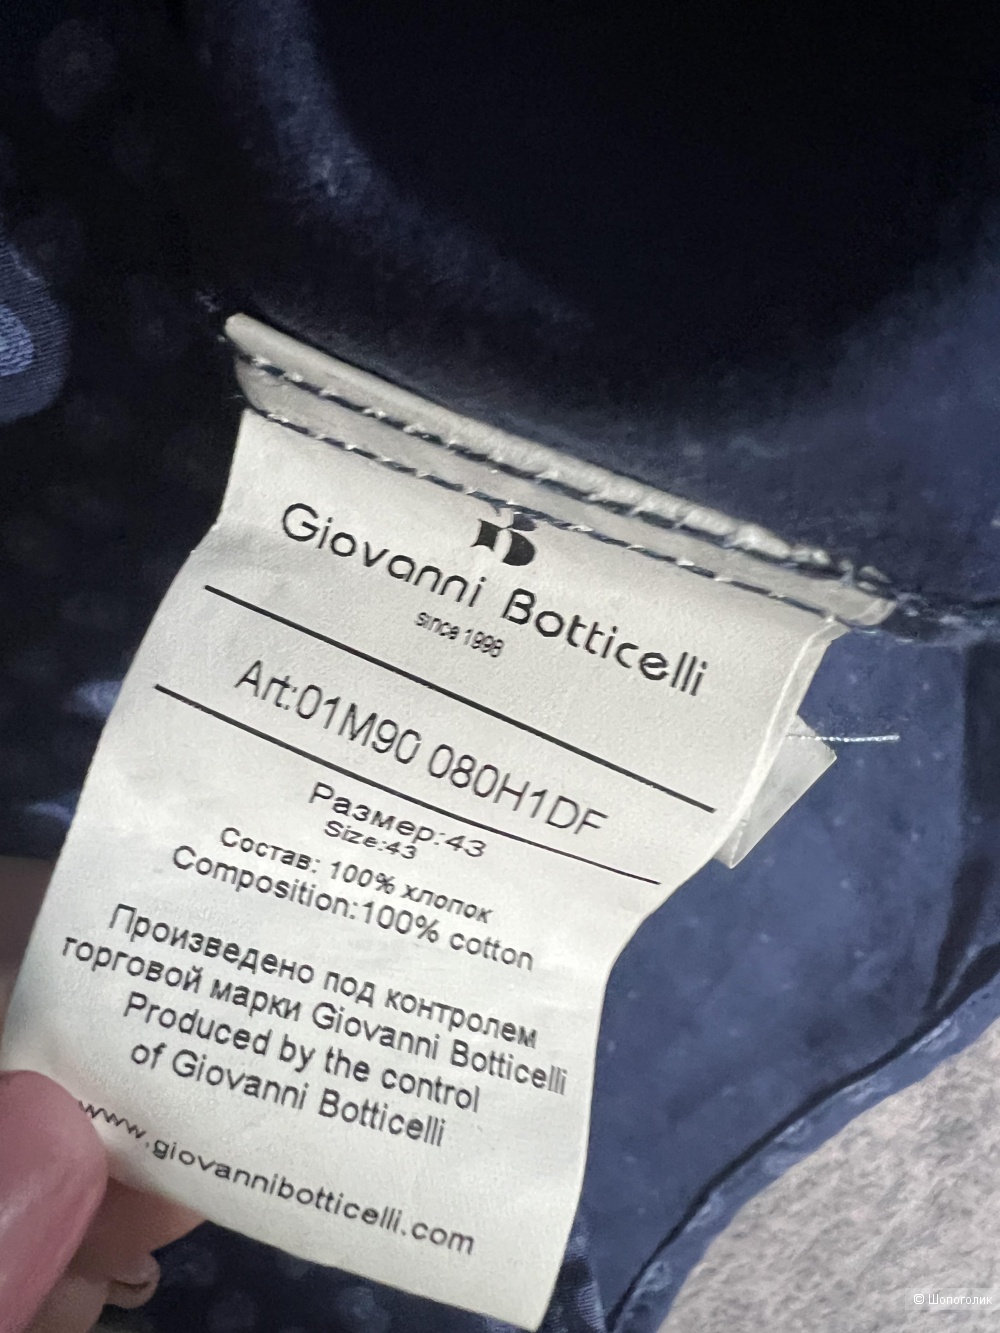 Giovanni Botticelli
since 1998
Art:01M90 080H1DF
Размер:43
Size:43
Состав: 100% хлопок
Composition:100% cotton
Произведено под контролем
торговой марки Giovanni Botticelli
Produced by the control
of Giovanni Botticelli
www.giovannibotticelli.com
© Шопоголик